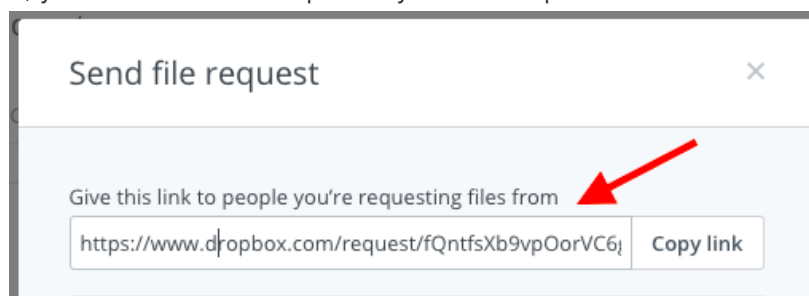 Send file request
Give this link to people you're requesting files from
https://www.dropbox.com/request/fQntfsXb9vpOorVC6g
Copy link